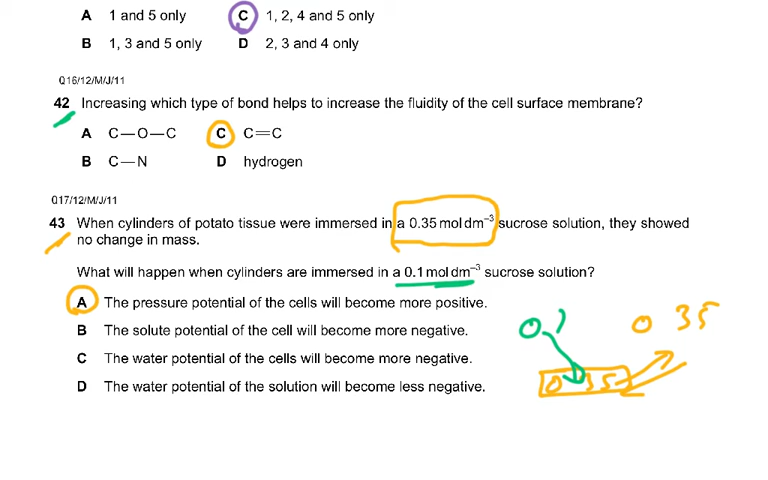 A 1 and 5 only C 1, 2, 4 and 5 only
B 1, 3 and 5 only D 2, 3 and 4 only
Q16/12/M/J/11
42 Increasing which type of bond helps to increase the fluidity of the cell surface membrane?
A C—O—C C C=C
B C—N D hydrogen
Q17/12/M/J/11
43 When cylinders of potato tissue were immersed in a 0.35 mol dm⁻³ sucrose solution, they showed
no change in mass.
What will happen when cylinders are immersed in a 0.1 mol dm⁻³ sucrose solution?
A The pressure potential of the cells will become more positive.
B The solute potential of the cell will become more negative.
C The water potential of the cells will become more negative.
D The water potential of the solution will become less negative.
0.1 0 35